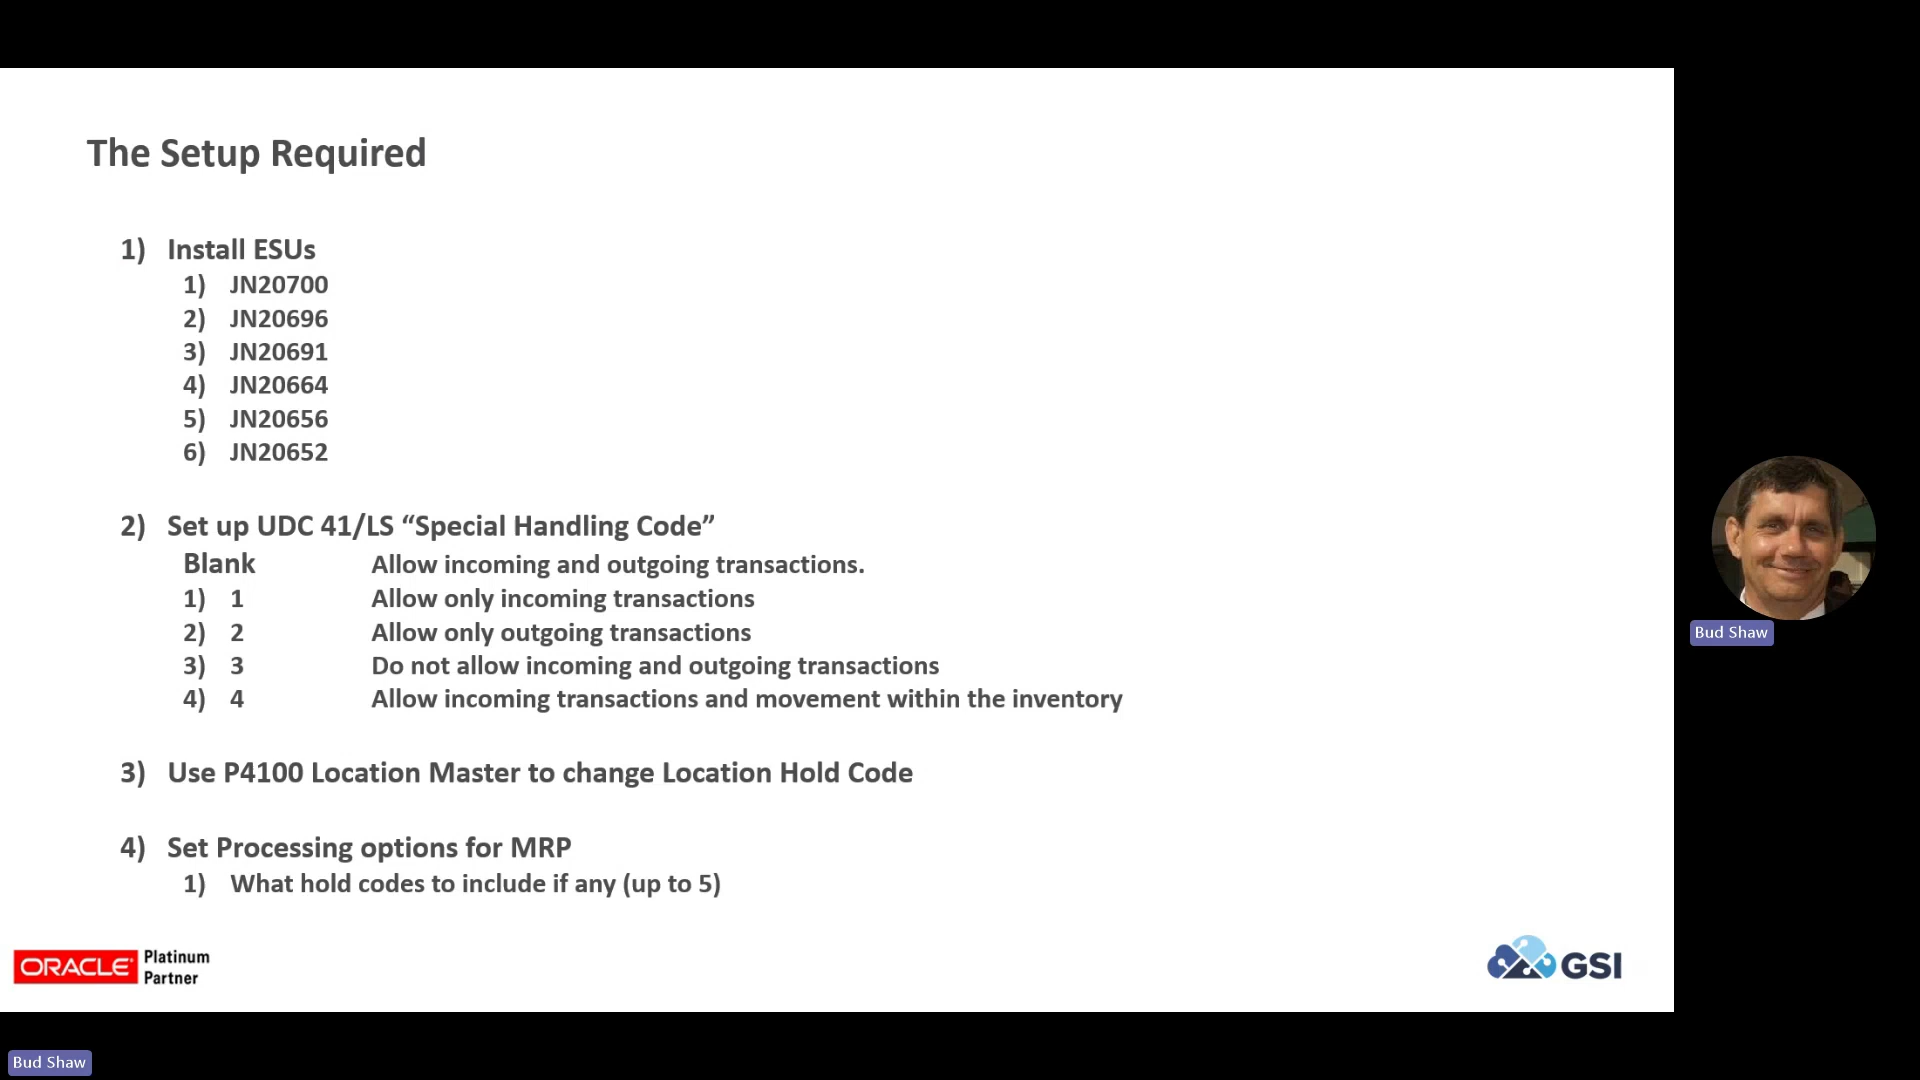 The Setup Required
1) Install ESUs
1) JN20700
2) JN20696
3) JN20691
4) JN20664
5) JN20656
6) JN20652
2) Set up UDC 41/LS “Special Handling Code”
Blank Allow incoming and outgoing transactions.
1) 1 Allow only incoming transactions
2) 2 Allow only outgoing transactions
3) 3 Do not allow incoming and outgoing transactions
4) 4 Allow incoming transactions and movement within the inventory
3) Use P4100 Location Master to change Location Hold Code
4) Set Processing options for MRP
1) What hold codes to include if any (up to 5)
ORACLE Platinum
Partner
GSI
Bud Shaw
Bud Shaw